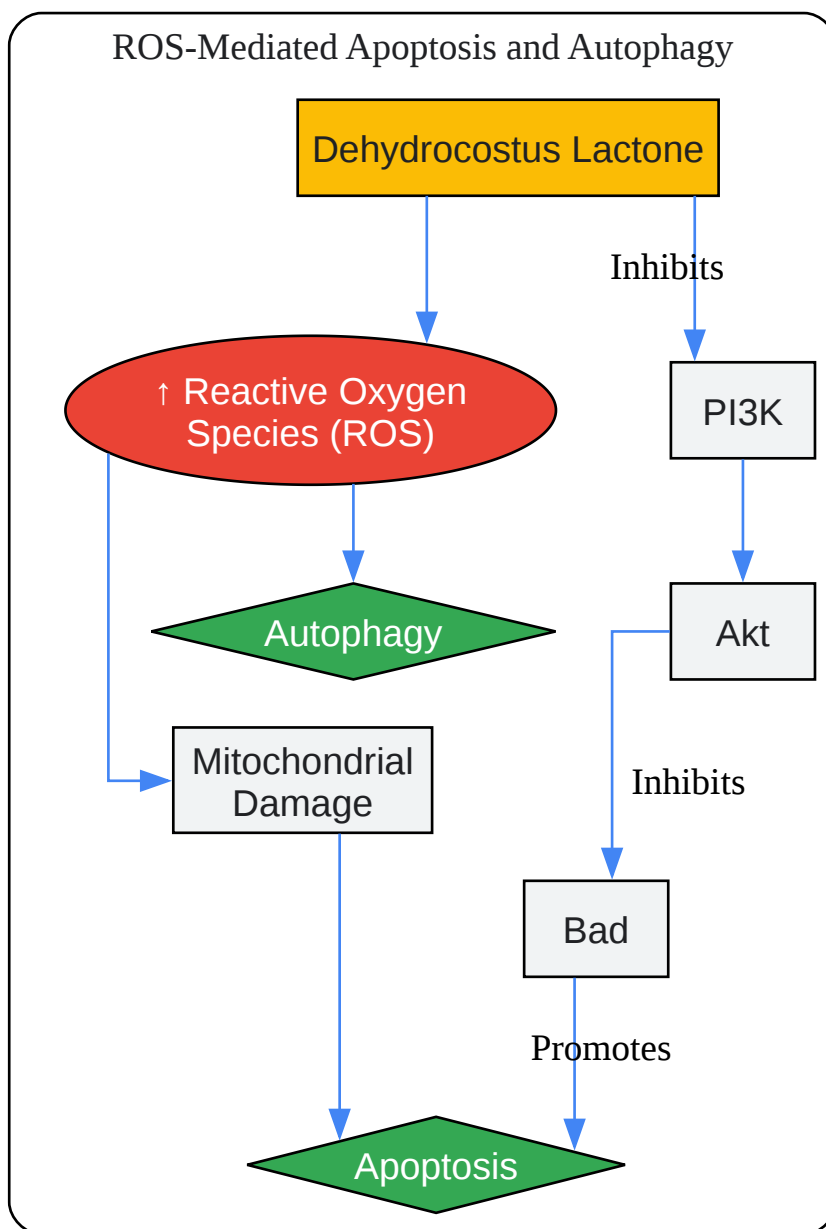 ROS-Mediated Apoptosis and Autophagy
Dehydrocostus Lactone
Inhibits
↑ Reactive Oxygen
Species (ROS)
PI3K
Autophagy
Akt
Mitochondrial
Damage
Inhibits
Bad
Promotes
Apoptosis